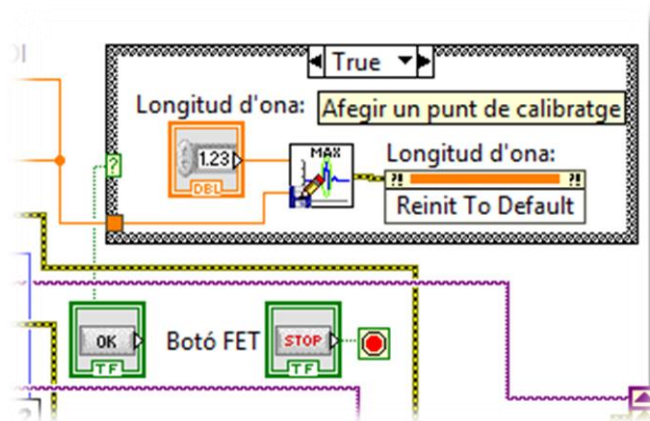 True
Longitud d'ona:
Afegir un punt de calibratge
1.23
DBL
MAX
Longitud d'ona:
?!
?!
Reinit To Default
?
OK
TF
Botó FET
STOP
TF